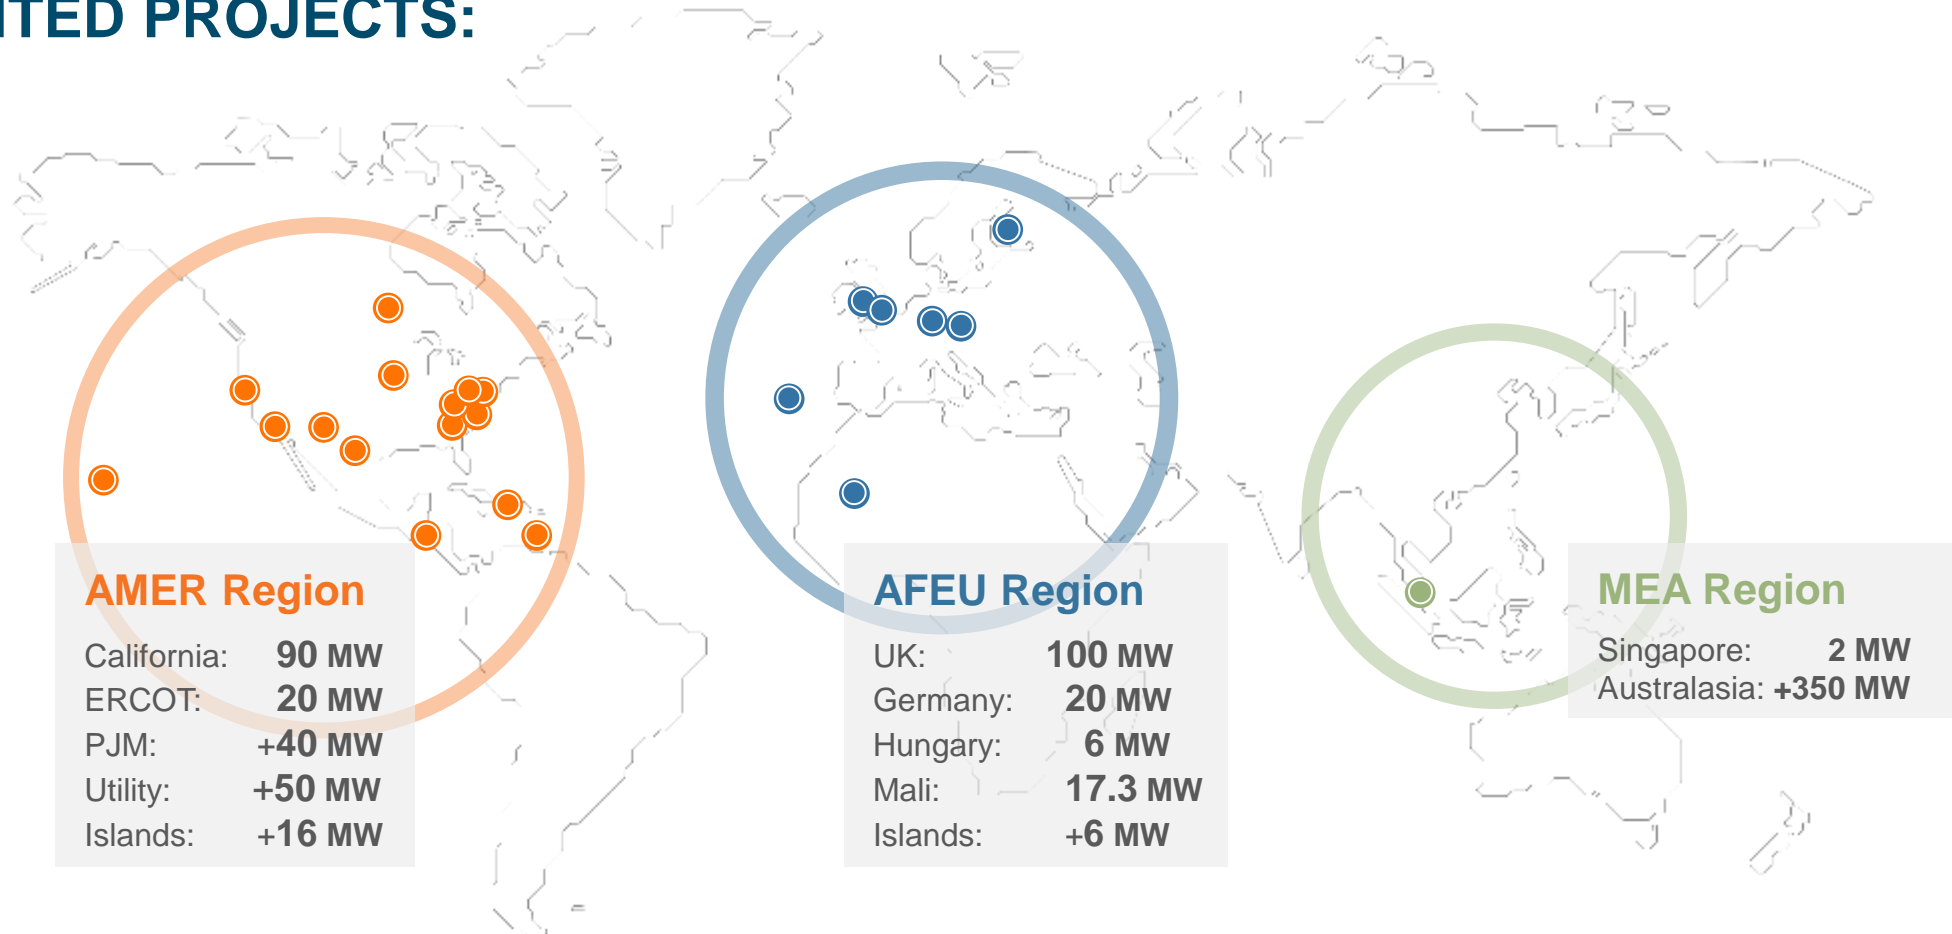 ITED PROJECTS:
AMER Region
California: 90 MW
ERCOT: 20 MW
PJM: +40 MW
Utility: +50 MW
Islands: +16 MW
AFEU Region
UK: 100 MW
Germany: 20 MW
Hungary: 6 MW
Mali: 17.3 MW
Islands: +6 MW
MEA Region
Singapore: 2 MW
Australasia: +350 MW